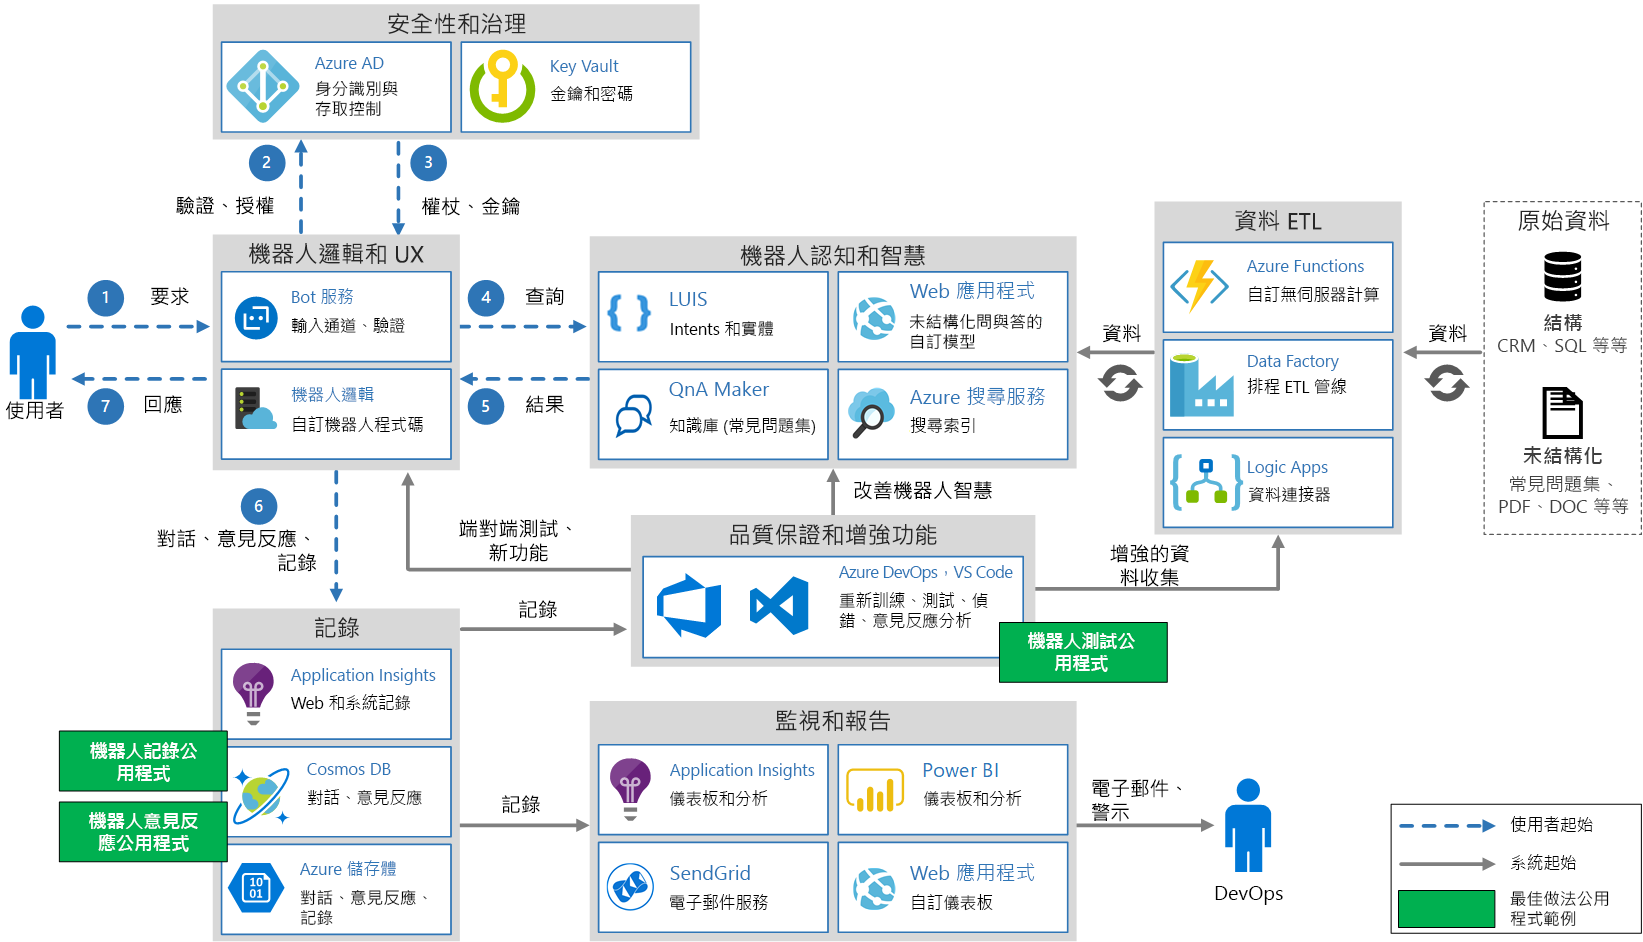 安全性和治理
Azure AD
身分識別與
存取控制
Key Vault
金鑰和密碼
2
3
驗證、授權
權杖、金鑰
機器人邏輯和 UX
Bot 服務
輸入通道、驗證
機器人邏輯
自訂機器人程式碼
1
要求
使用者
7
回應
4
查詢
5
結果
機器人認知和智慧
LUIS
Intents 和實體
Web 應用程式
未結構化問與答的
自訂模型
QnA Maker
知識庫 (常見問題集)
Azure 搜尋服務
搜尋索引
資料
資料 ETL
Azure Functions
自訂無伺服器計算
Data Factory
排程 ETL 管線
Logic Apps
資料連接器
資料
原始資料
結構
CRM、SQL 等等
未結構化
常見問題集、
PDF、DOC 等等
6
對話、意見反應、
記錄
端對端測試、
新功能
改善機器人智慧
品質保證和增強功能
Azure DevOps，VS Code
重新訓練、測試、偵
錯、意見反應分析
增強的資
料收集
機器人測試公
用程式
記錄
記錄
Application Insights
Web 和系統記錄
Cosmos DB
對話、意見反應
Azure 儲存體
10
01
對話、意見反應、
記錄
機器人記錄公
用程式
機器人意見反
應公用程式
記錄
監視和報告
Application Insights
儀表板和分析
Power BI
儀表板和分析
SendGrid
電子郵件服務
Web 應用程式
自訂儀表板
電子郵件、
警示
DevOps
使用者起始
系統起始
最佳做法公用
程式範例